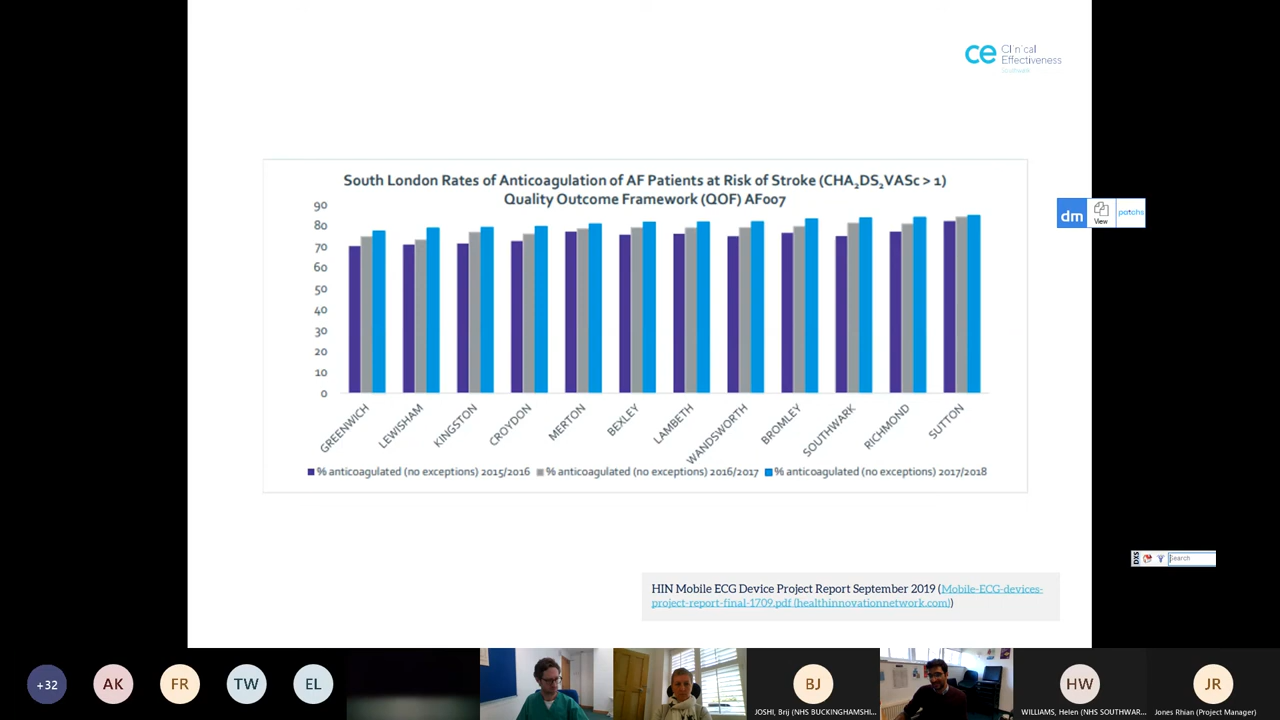 ce Clinical
Effectiveness
Southwark
South London Rates of Anticoagulation of AF Patients at Risk of Stroke (CHA₂DS₂VASc > 1)
Quality Outcome Framework (QOF) AF007
90
80
70
60
50
40
30
20
10
0
GREENWICH
LEWISHAM
KINGSTON
CROYDON
MERTON
BEXLEY
LAMBETH
WANDSWORTH
BROMLEY
SOUTHWARK
RICHMOND
SUTTON
% anticoagulated (no exceptions) 2015/2016 % anticoagulated (no exceptions) 2016/2017 % anticoagulated (no exceptions) 2017/2018
dm View patchs
DXS Search
HIN Mobile ECG Device Project Report September 2019 (Mobile-ECG-devices-
project-report-final-1709.pdf (healthinnovationnetwork.com))
+32 AK FR TW EL BJ HW JR
JOSHI, Brij (NHS BUCKINGHAMSHI... WILLIAMS, Helen (NHS SOUTHWAR... Jones Rhian (Project Manager)